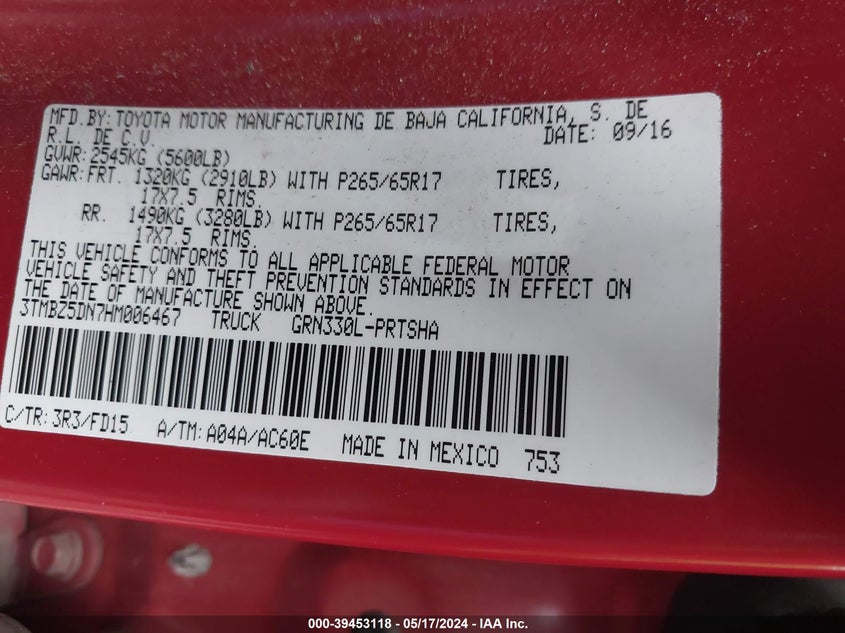 MFD.BY:TOYOTA MOTOR MANUFACTURING DE BAJA CALIFORNIA, S. DE
R.L. DE C.V. DATE: 09/16
GVWR:2545KG (5600LB)
GAWR:FRT. 1320KG (2910LB) WITH P265/65R17 TIRES,
17X7.5 RIMS.
RR. 1490KG (3280LB) WITH P265/65R17 TIRES,
17X7.5 RIMS.
THIS VEHICLE CONFORMS TO ALL APPLICABLE FEDERAL MOTOR
VEHICLE SAFETY AND THEFT PREVENTION STANDARDS IN EFFECT ON
THE DATE OF MANUFACTURE SHOWN ABOVE.
3TMBZ5DN7HM006467 TRUCK GRN330L-PRTSHA
C/TR:3R3/FD15 A/TM:A04A/AC60E MADE IN MEXICO 753
000-39453118 - 05/17/2024 - IAA Inc.